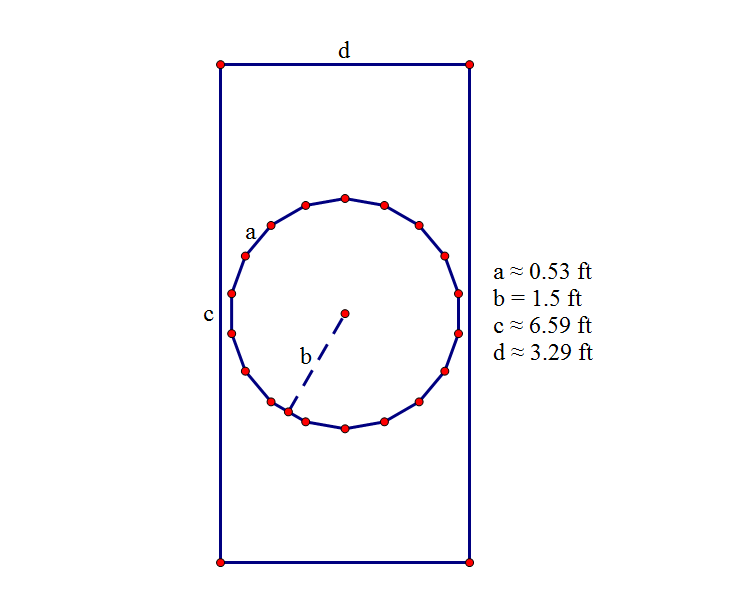 d
a
c
b
a ≈ 0.53 ft
b = 1.5 ft
c ≈ 6.59 ft
d ≈ 3.29 ft